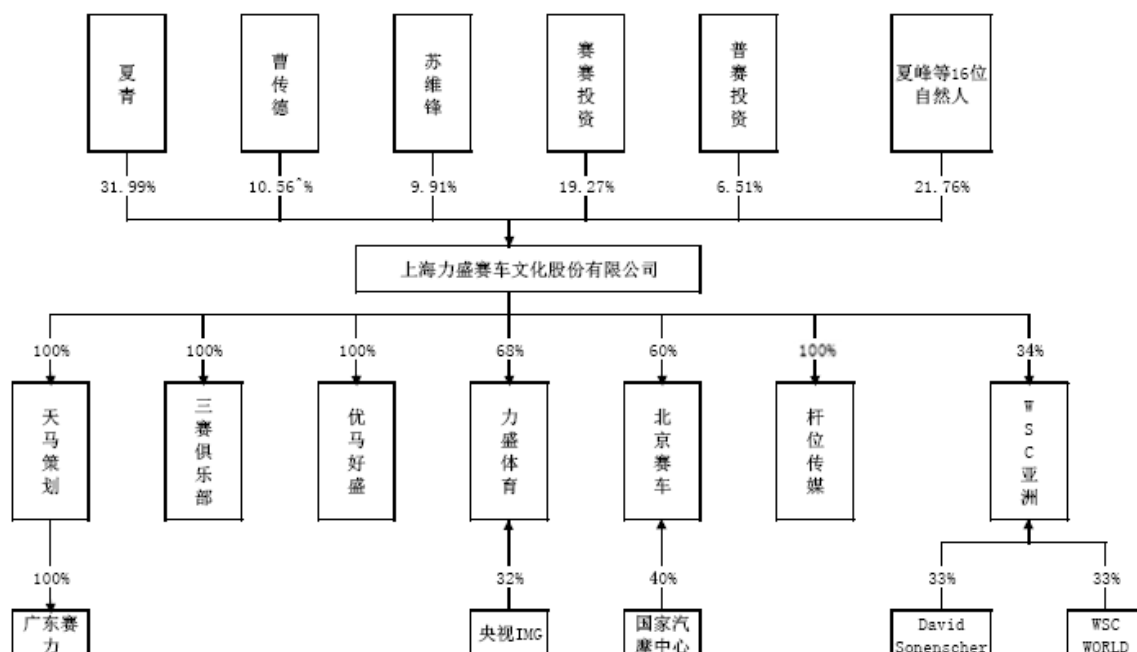 夏青
曹传德
苏维锋
赛赛投资
普赛投资
夏峰等16位
自然人
31.99%
10.56^%
9.91%
19.27%
6.51%
21.76%
上海力盛赛车文化股份有限公司
100%
100%
100%
68%
60%
100%
34%
天马策划
三赛俱乐部
优马好盛
力盛体育
北京赛车
杆位传媒
WSC亚洲
100%
32%
40%
33%
33%
广东赛
力
央视IMG
国家汽
摩中心
David
Sonenscher
WSC
WORLD